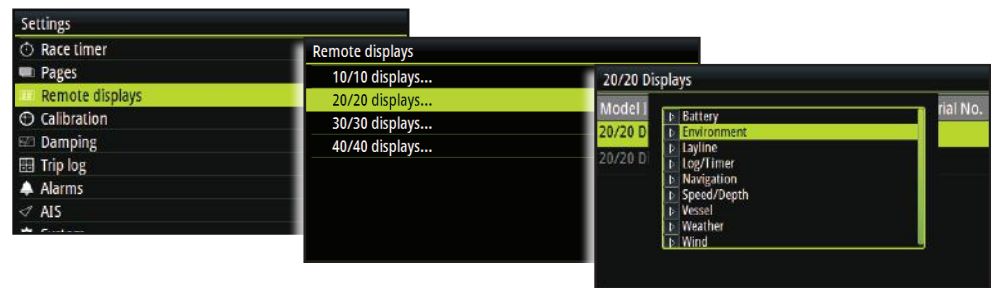 Settings
Race timer
Pages
Remote displays
Calibration
Damping
Trip log
Alarms
AIS
Remote displays
10/10 displays...
20/20 displays...
30/30 displays...
40/40 displays...
20/20 Displays
Model I rial No.
20/20 D
20/20 D
Battery
Environment
Layline
Log/Timer
Navigation
Speed/Depth
Vessel
Weather
Wind